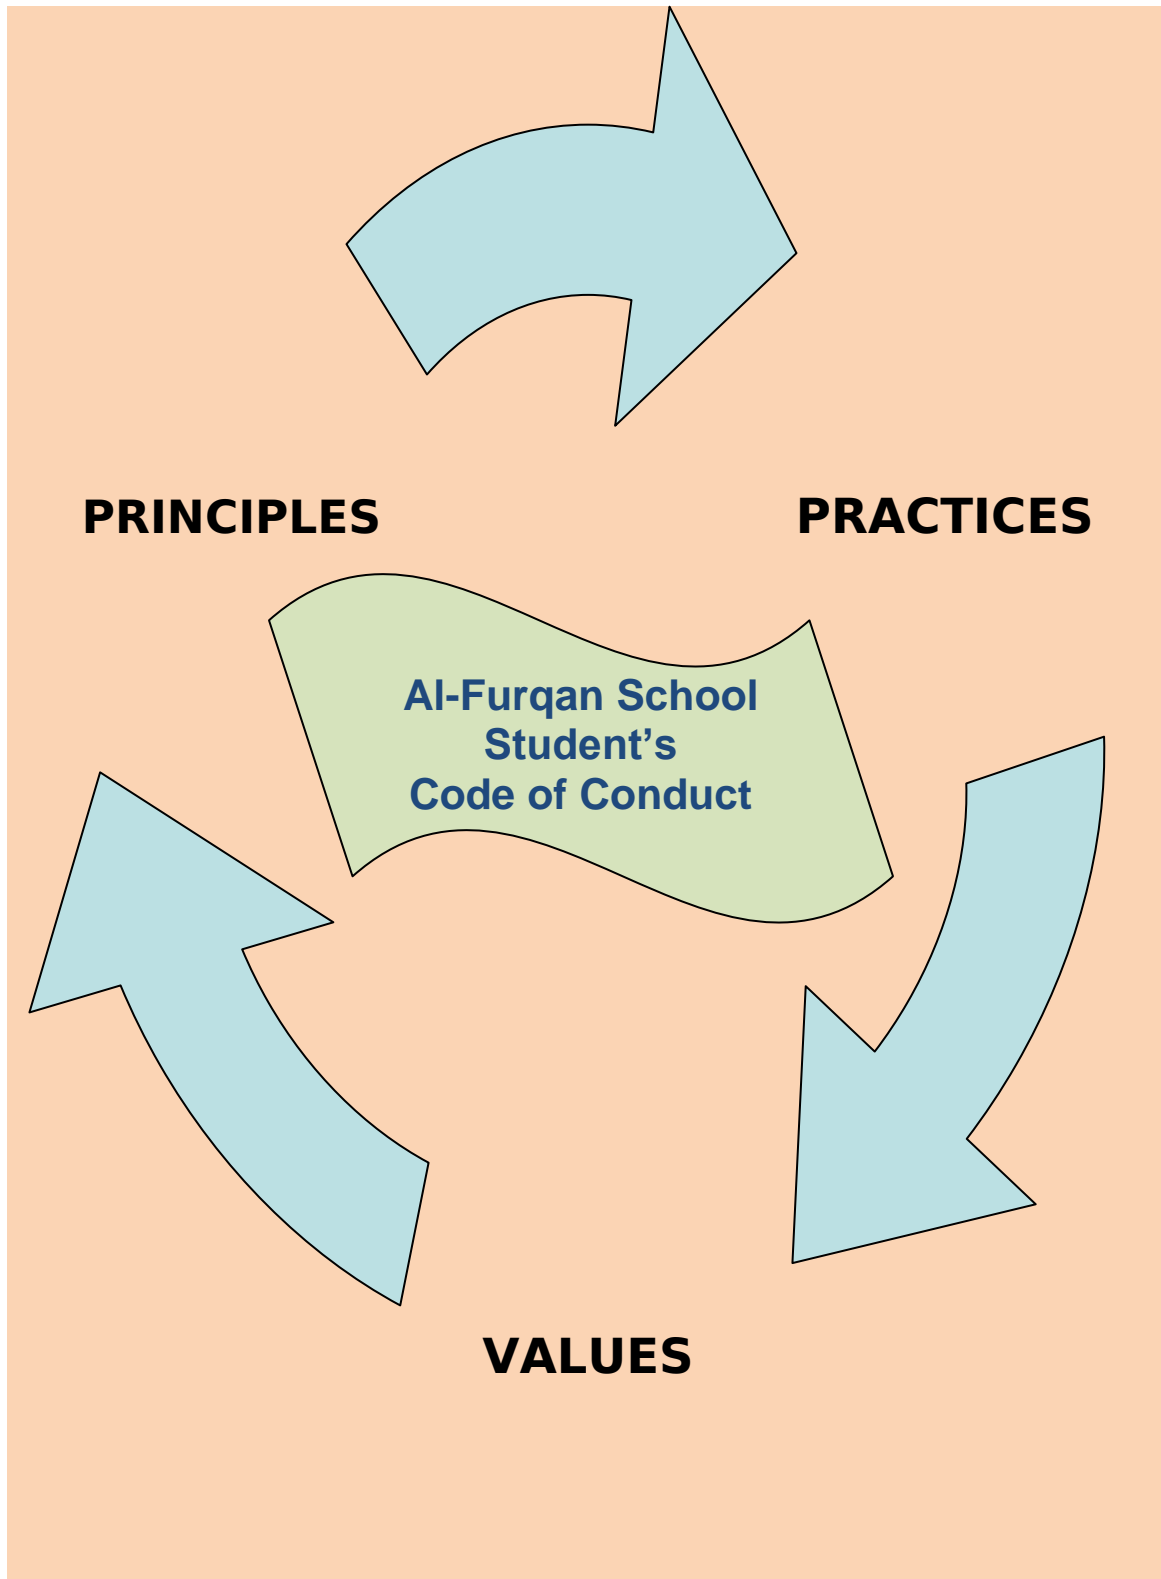 PRINCIPLES
PRACTICES
Al-Furqan School
Student’s
Code of Conduct
VALUES